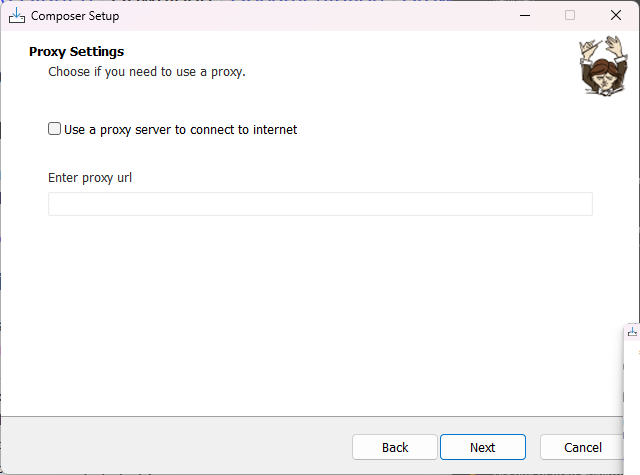 Composer Setup
Proxy Settings
Choose if you need to use a proxy.
Use a proxy server to connect to internet
Enter proxy url
Back
Next
Cancel